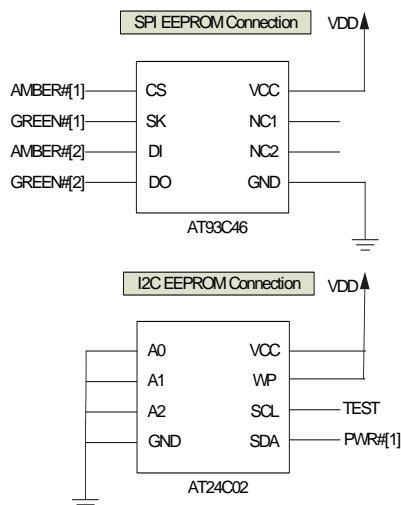 SPI EEPROM Connection
VDD
AMBER#[1] CS VCC
GREEN#[1] SK NC1
AMBER#[2] DI NC2
GREEN#[2] DO GND
AT93C46
I2C EEPROM Connection
VDD
A0 VCC
A1 WP
A2 SCL TEST
GND SDA PWR#[1]
AT24C02